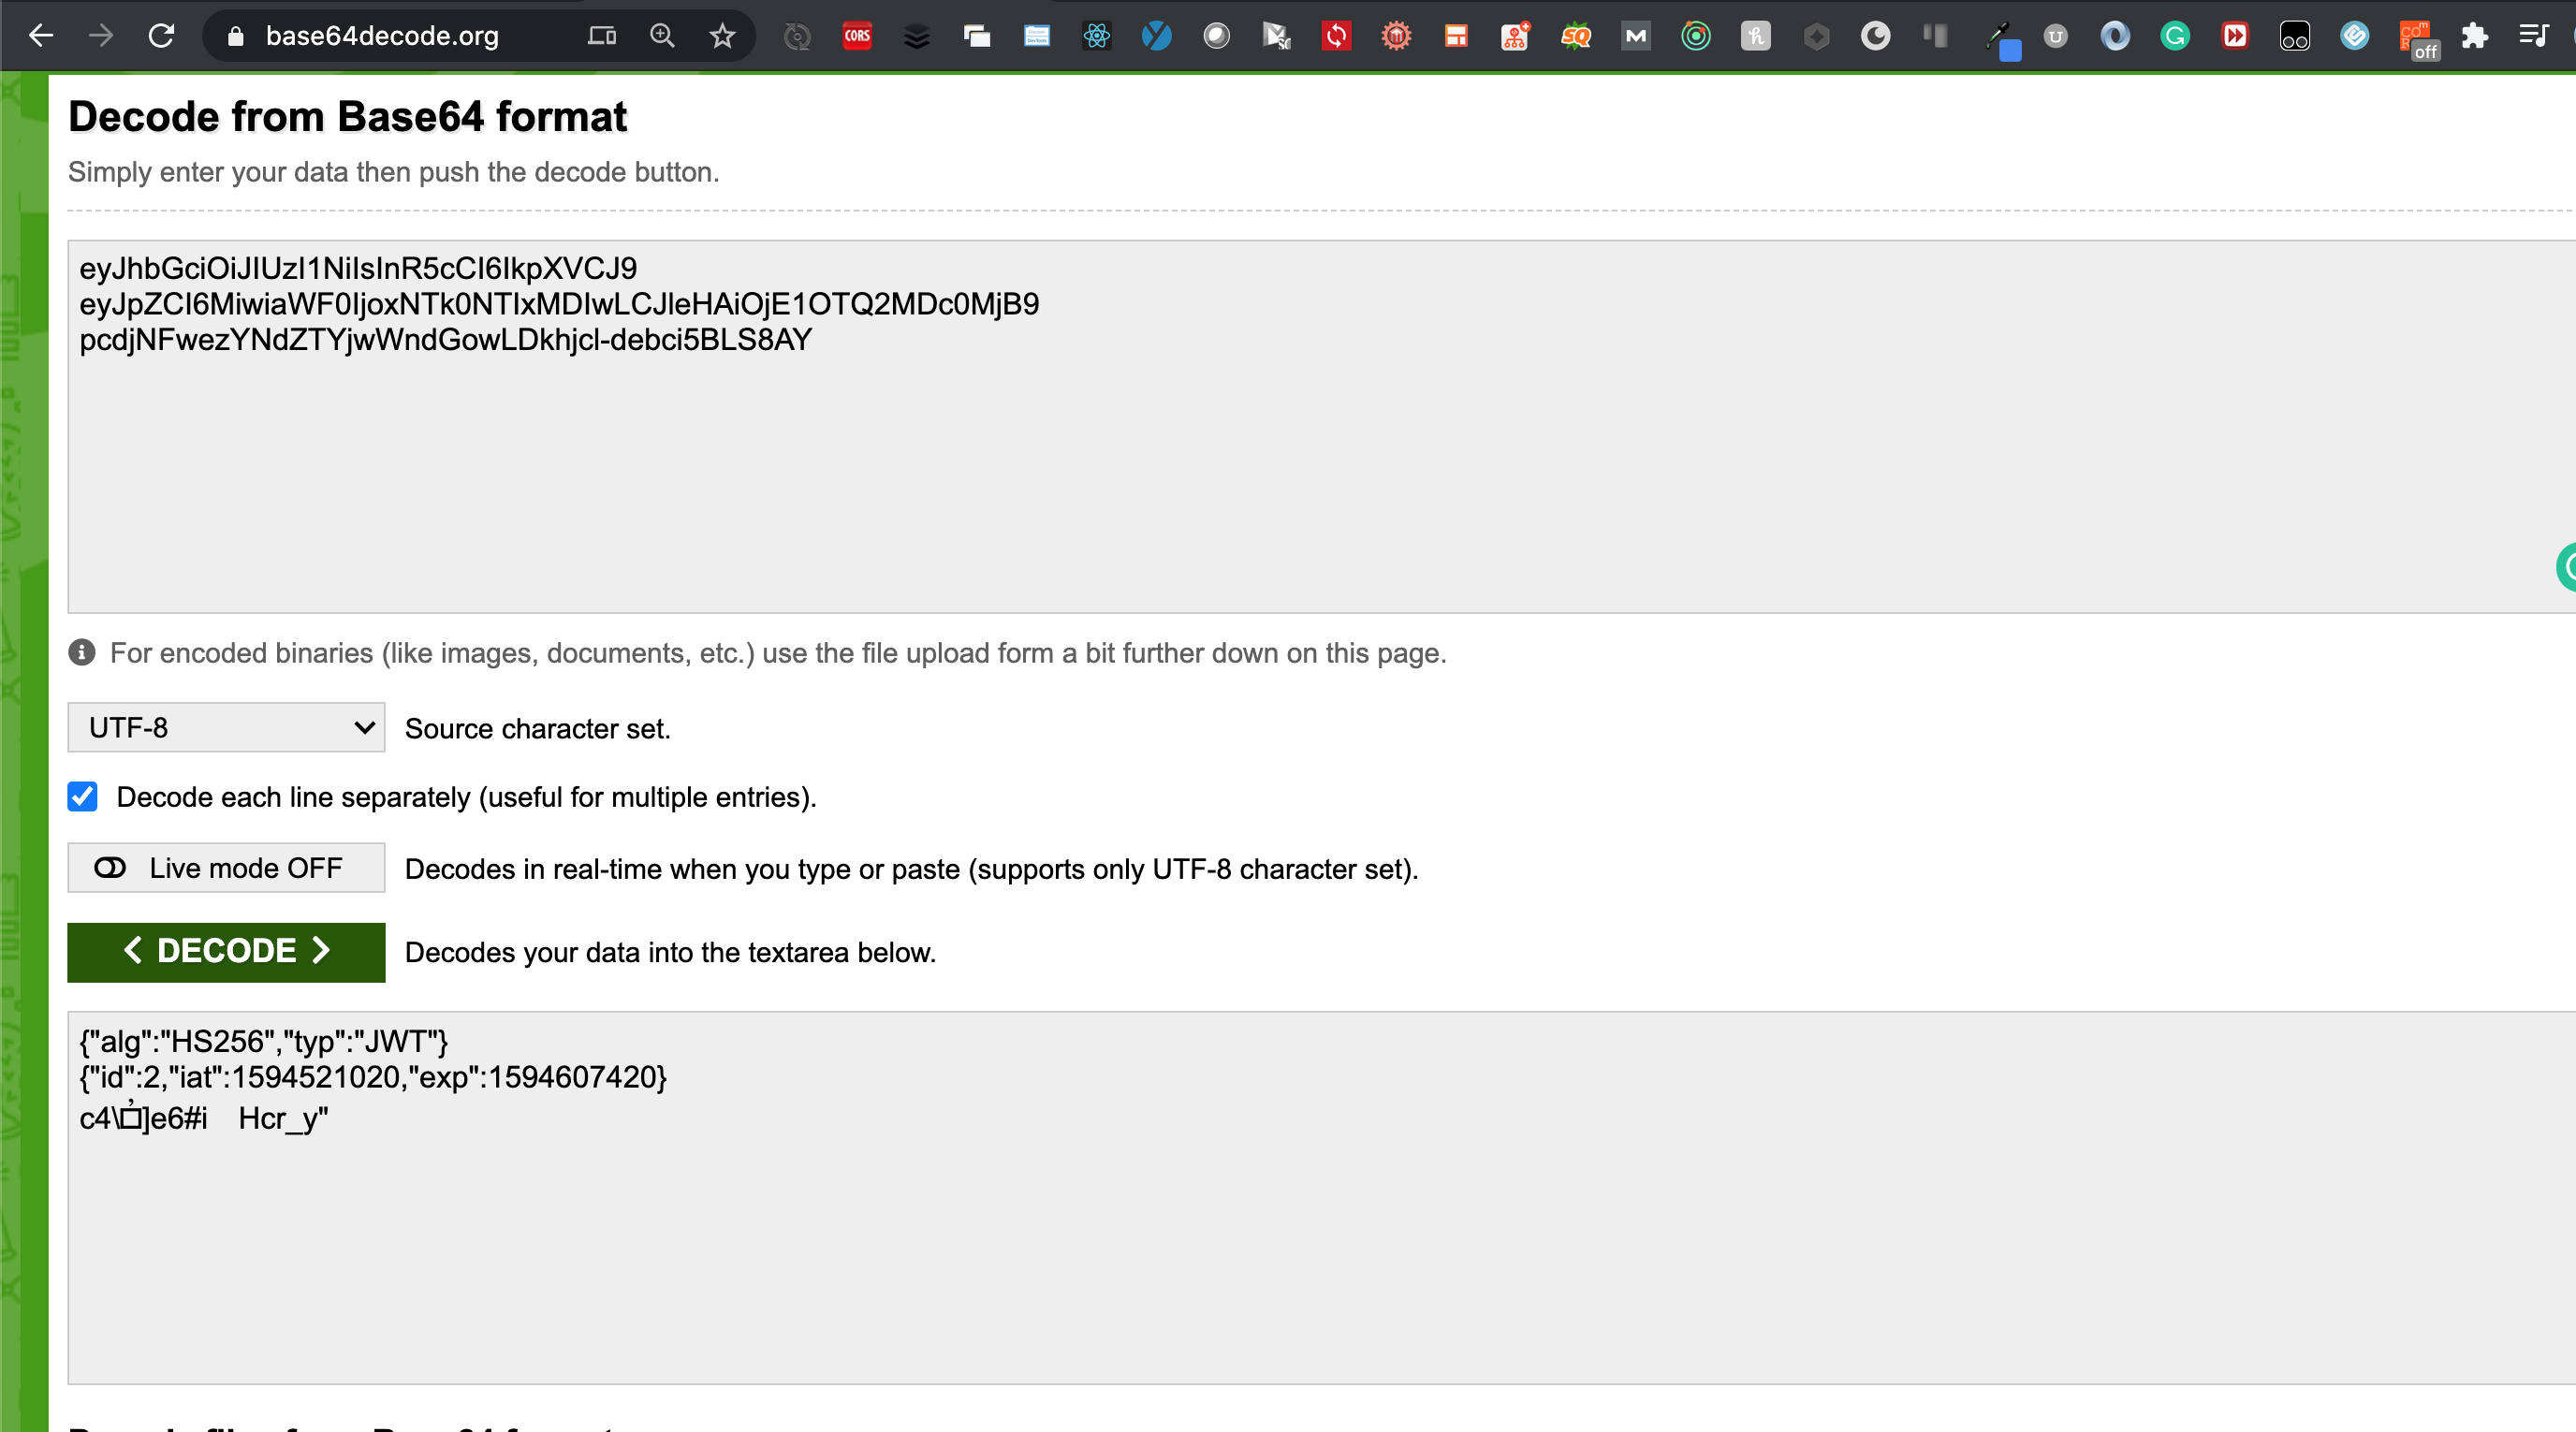 base64decode.org
CORS
SQ
off
Decode from Base64 format
Simply enter your data then push the decode button.
eyJhbGciOiJIUzI1NiIsInR5cCI6IkpXVCJ9
eyJpZCI6MiwiaWF0IjoxNTk0NTIxMDIwLCJleHAiOjE1OTQ2MDc0MjB9
pcdjNFwezYNdZTYjwWndGowLDkhjcl-debci5BLS8AY
For encoded binaries (like images, documents, etc.) use the file upload form a bit further down on this page.
UTF-8 Source character set.
Decode each line separately (useful for multiple entries).
Live mode OFF Decodes in real-time when you type or paste (supports only UTF-8 character set).
< DECODE > Decodes your data into the textarea below.
{"alg":"HS256","typ":"JWT"}
{"id":2,"iat":1594521020,"exp":1594607420}
]e6#i Hcr_y"